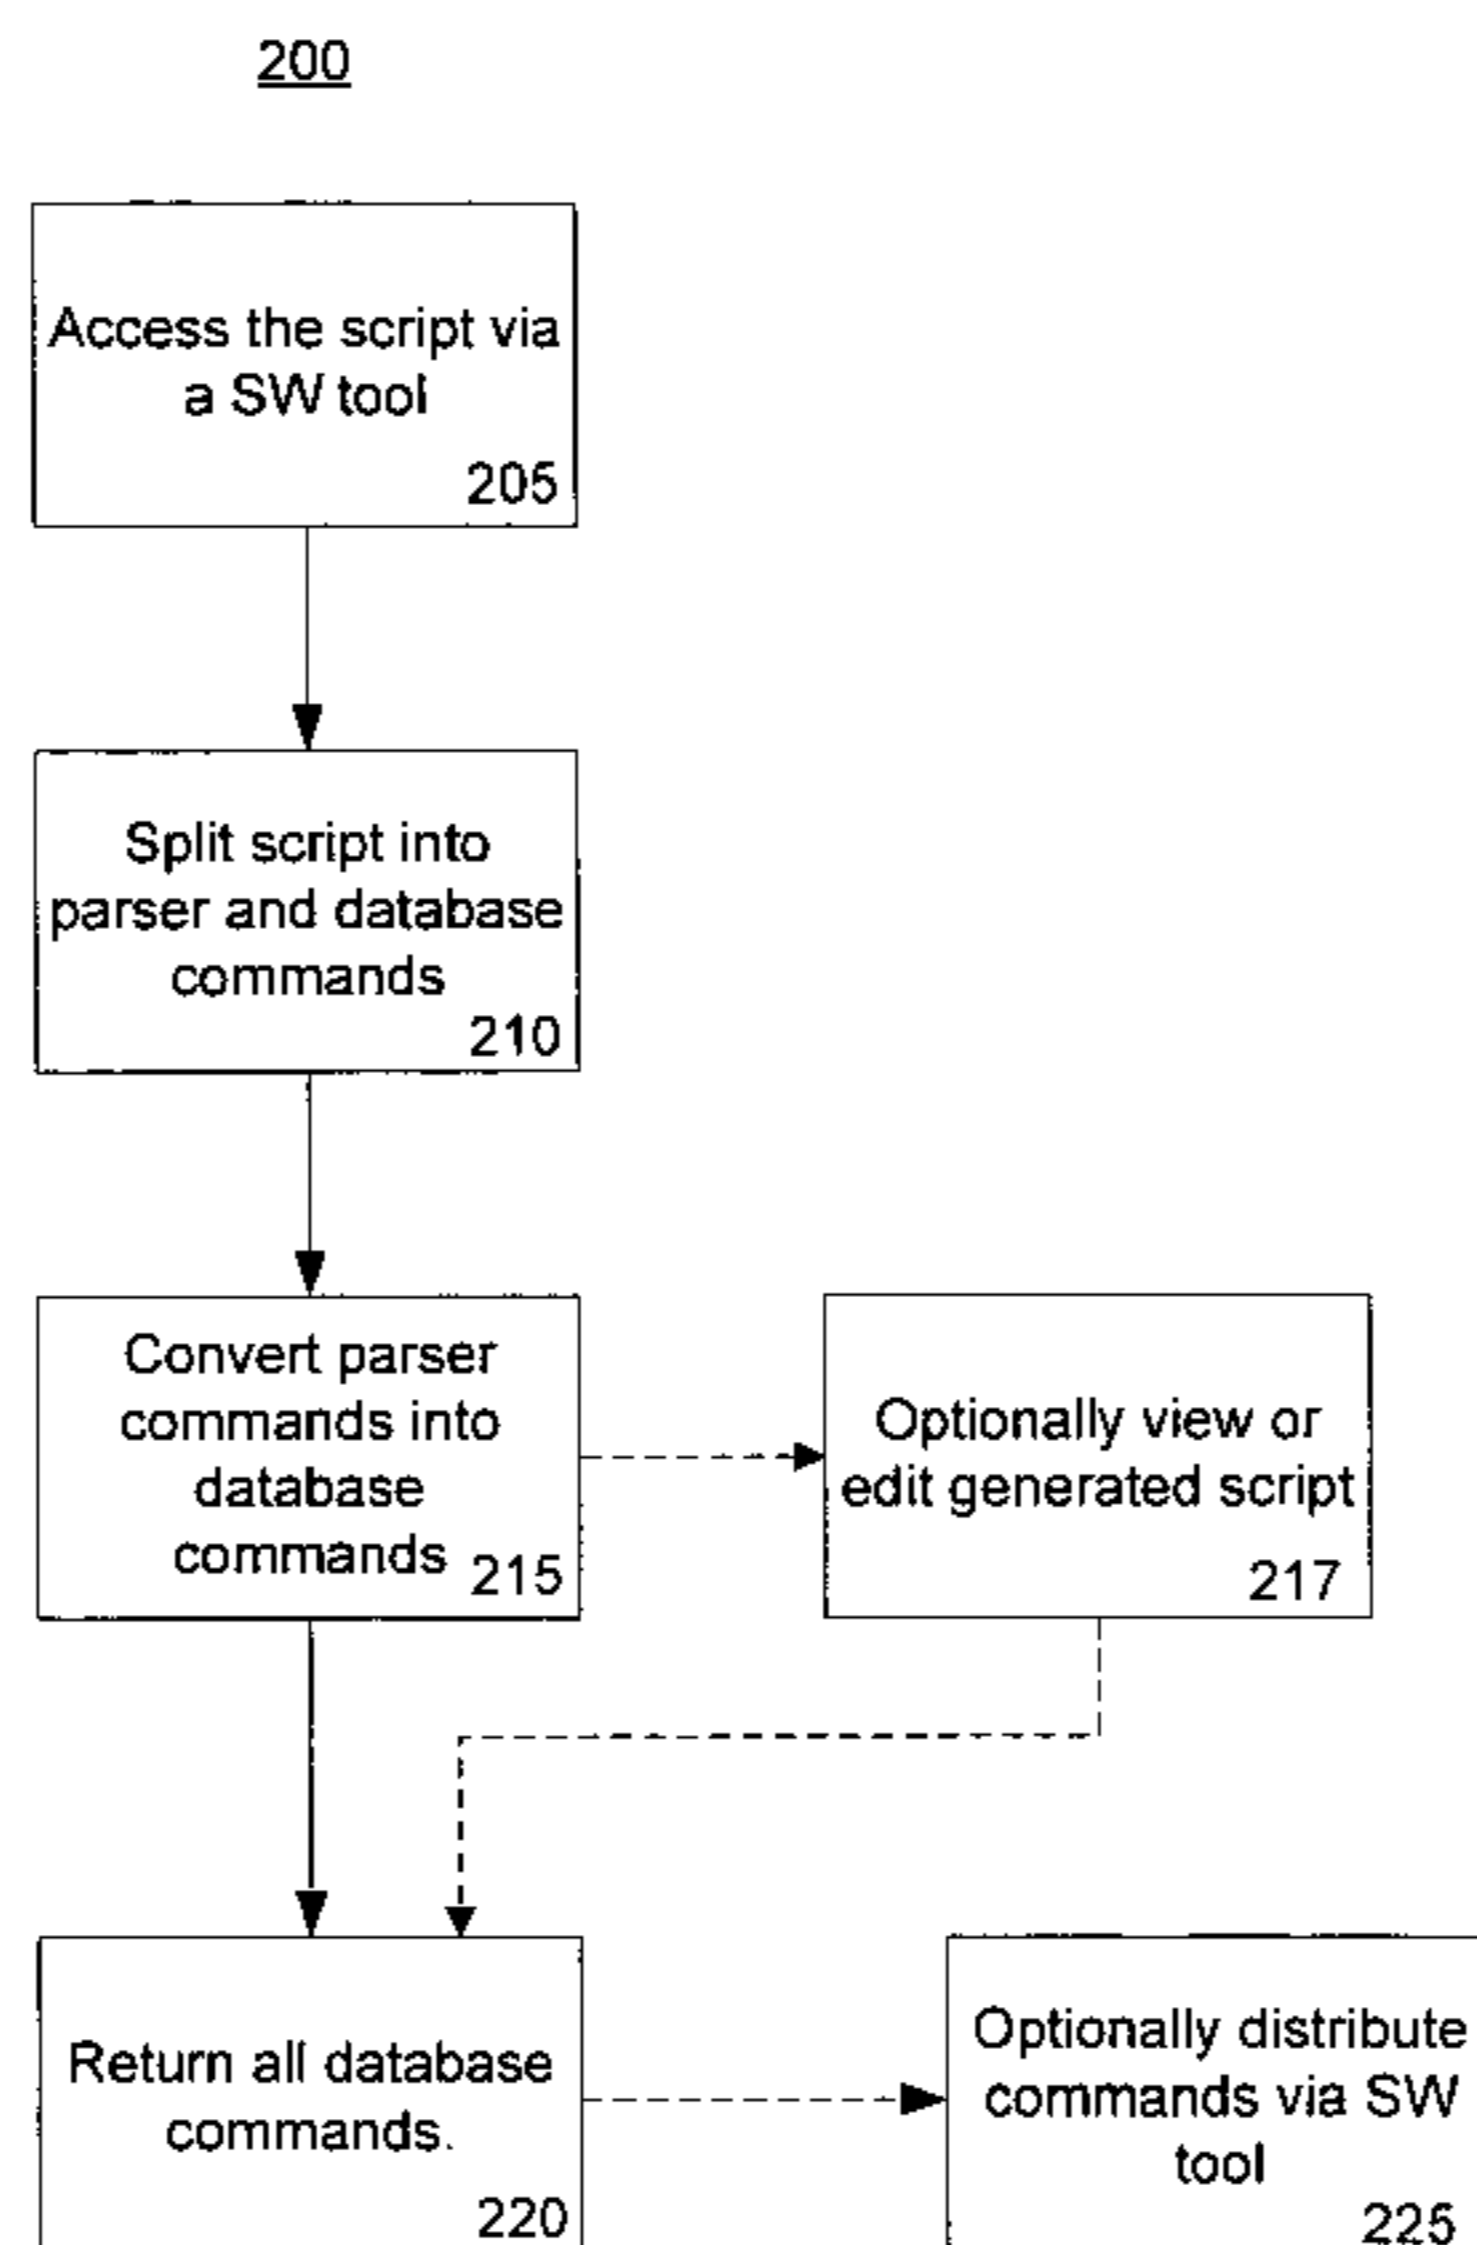 200
Access the script via
a SW tool
205
Split script into
parser and database
commands
210
Convert parser
commands into
database
commands
215
Optionally view or
edit generated script
217
Return all database
commands.
220
Optionally distribute
commands via SW
tool
225